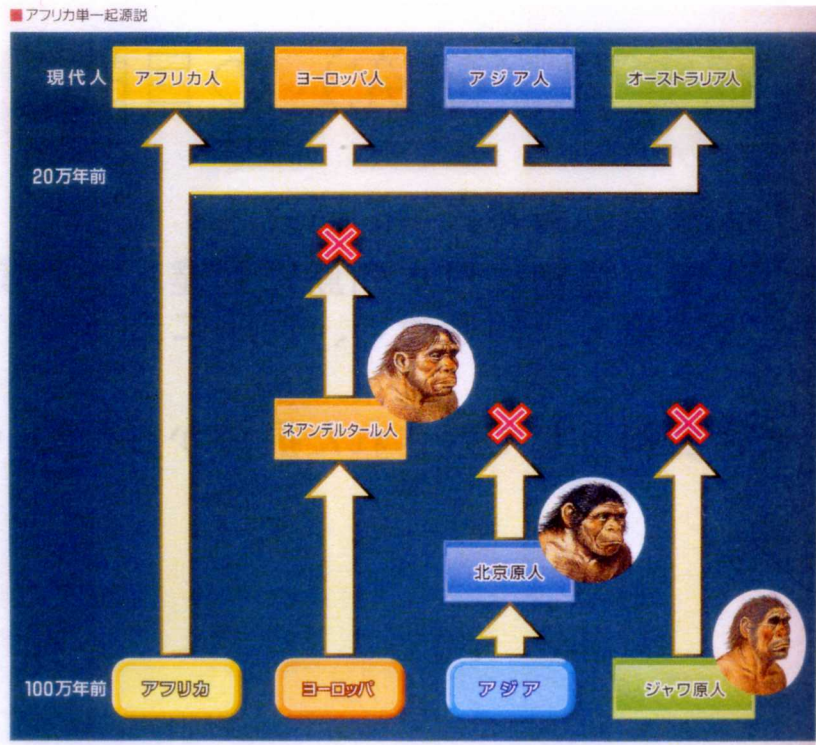 ■アフリカ単一起源説
現代人 アフリカ人 ヨーロッパ人 アジア人 オーストラリア人
20万年前
ネアンデルタール人
北京原人
100万年前 アフリカ ヨーロッパ アジア ジャワ原人